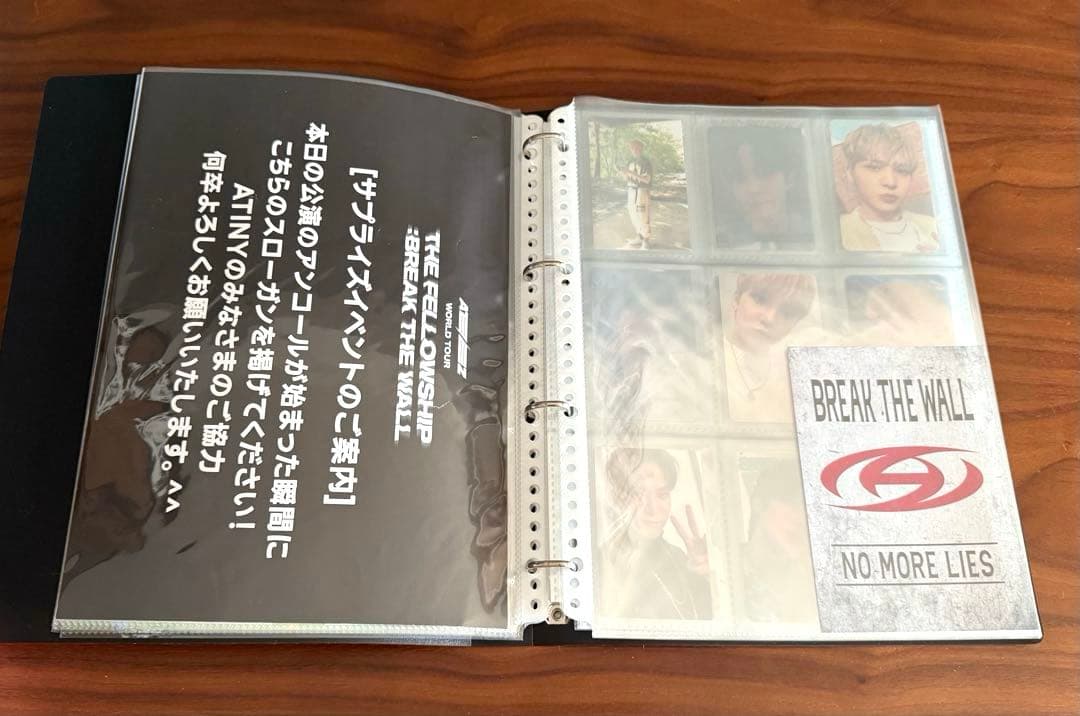 ATEEZ
WORLD TOUR
THE FELLOWSHIP
:BREAK THE WALL
[サプライズイベントのご案内]
本日の公演のアンコールが始まった瞬間に
こちらのスローガンを掲げてください!
ATINYのみなさまのご協力
何卒よろしくお願いいたします。^^
BREAK THE WALL
NO MORE LIES